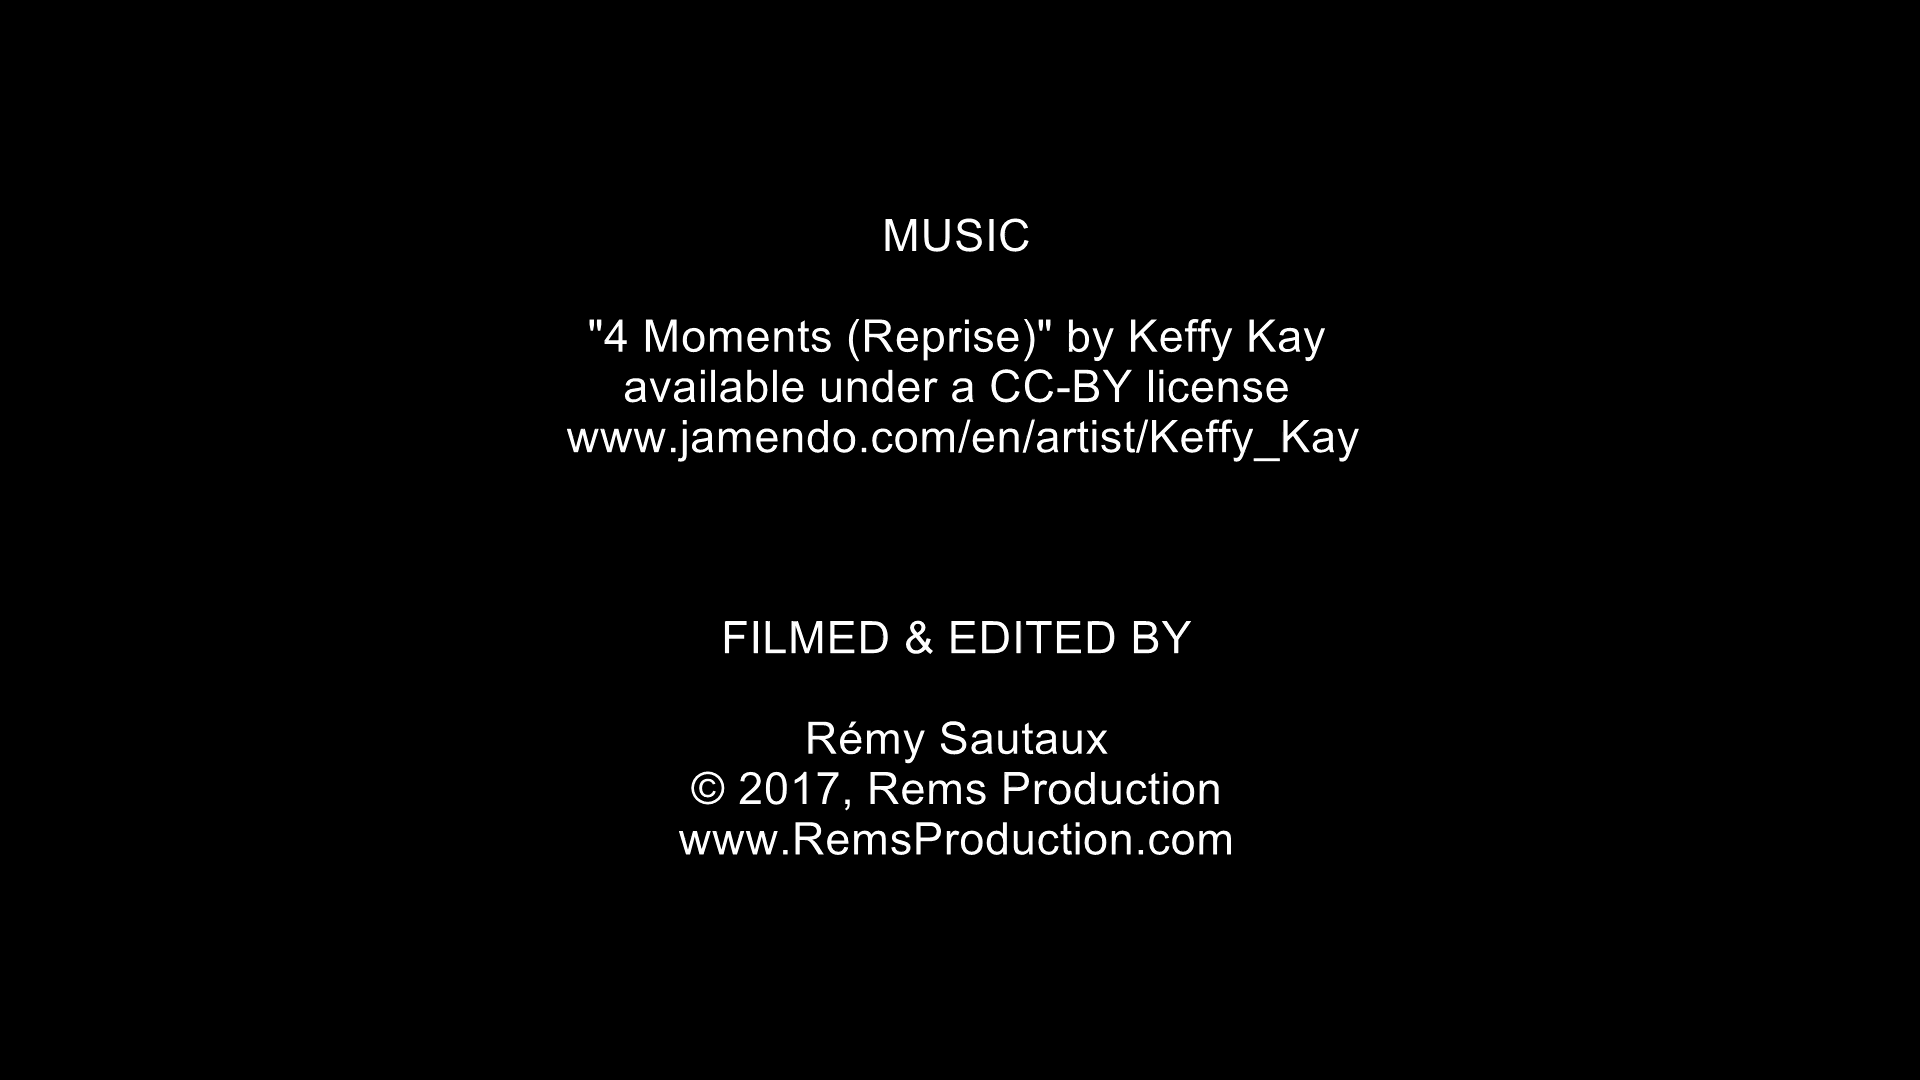 MUSIC
"4 Moments (Reprise)" by Keffy Kay
available under a CC-BY license
www.jamendo.com/en/artist/Keffy_Kay
FILMED & EDITED BY
Rémy Sautaux
© 2017, Rems Production
www.RemsProduction.com